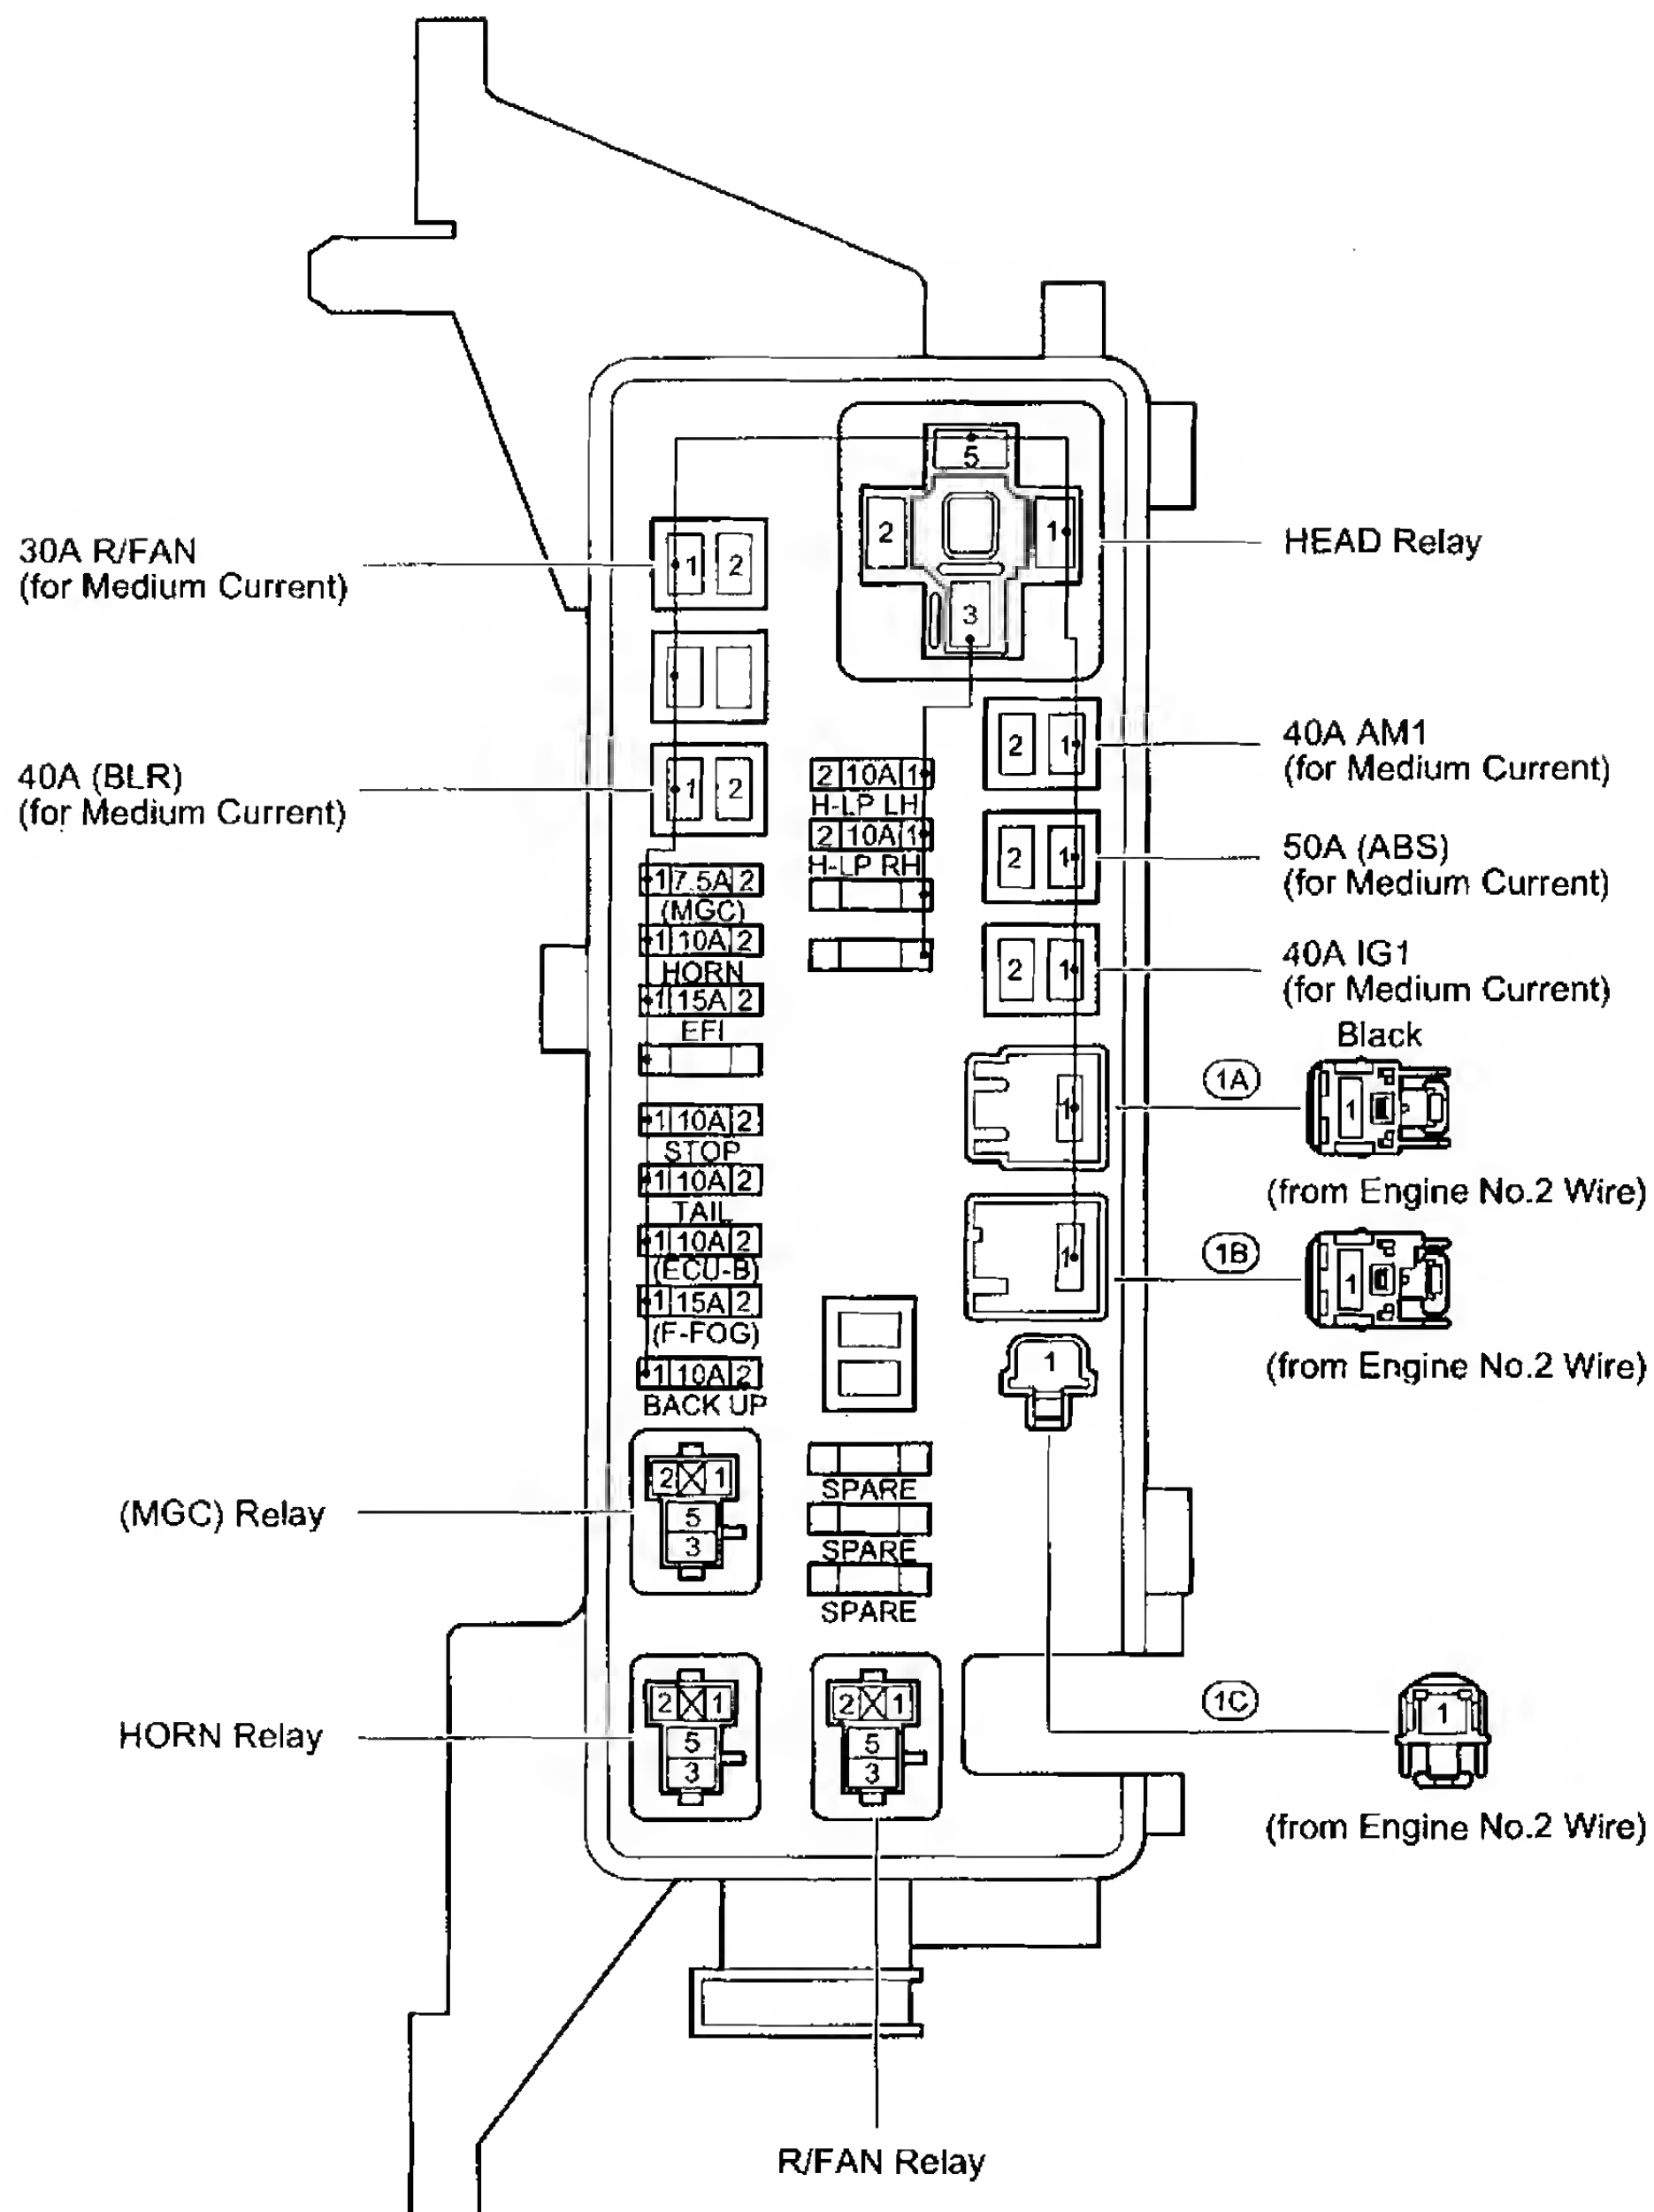 5
2
1
3
HEAD Relay
30A R/FAN
(for Medium Current)
1 2
40A AM1
(for Medium Current)
2 1
40A (BLR)
(for Medium Current)
1 2
2 10A 1
H-LP LH
2 10A 1
H-LP RH
50A (ABS)
(for Medium Current)
2 1
1 7.5A 2
(MGC)
1 10A 2
HORN
1 15A 2
EFI
40A IG1
(for Medium Current)
2 1
Black
1A
1
1
(from Engine No.2 Wire)
1 10A 2
STOP
1 10A 2
TAIL
1 10A 2
(ECU-B)
1 15A 2
(F-FOG)
1 10A 2
BACK UP
1B
1
1
(from Engine No.2 Wire)
1
(MGC) Relay
2 1
5
3
SPARE
SPARE
SPARE
HORN Relay
2 1
5
3
2 1
5
3
1C
1
(from Engine No.2 Wire)
R/FAN Relay